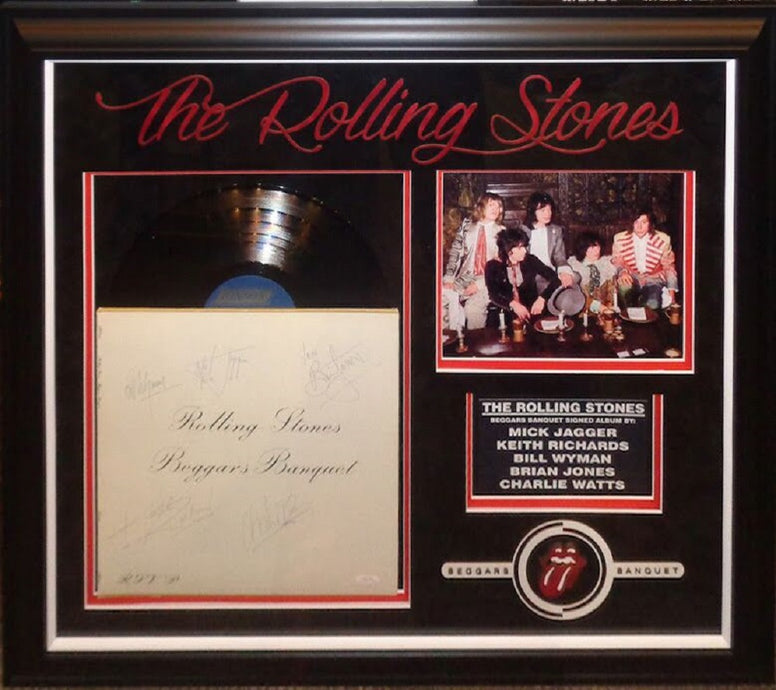 The Rolling Stones
Rolling Stones
Beggars Banquet
R.S.V.P.
THE ROLLING STONES
BEGGARS BANQUET SIGNED ALBUM BY:
MICK JAGGER
KEITH RICHARDS
BILL WYMAN
BRIAN JONES
CHARLIE WATTS
BEGGARS BANQUET